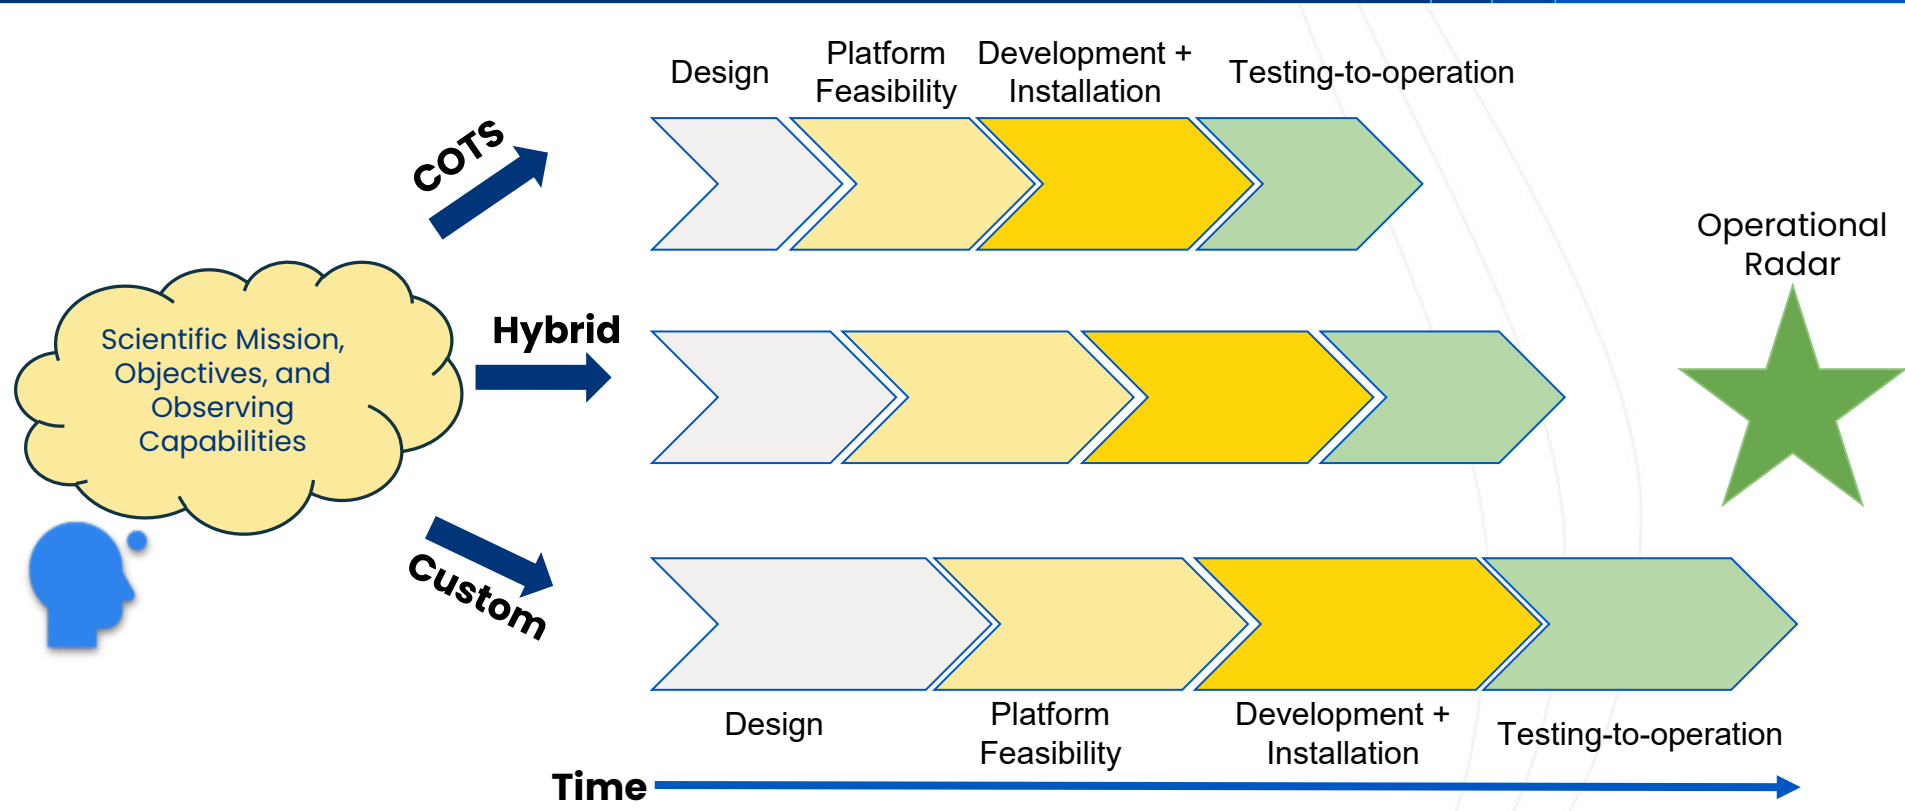 Design
Platform
Feasibility
Development +
Installation
Testing-to-operation
COTS
Operational
Radar
Scientific Mission,
Objectives, and
Observing
Capabilities
Hybrid
Custom
Design
Platform
Feasibility
Development +
Installation
Testing-to-operation
Time